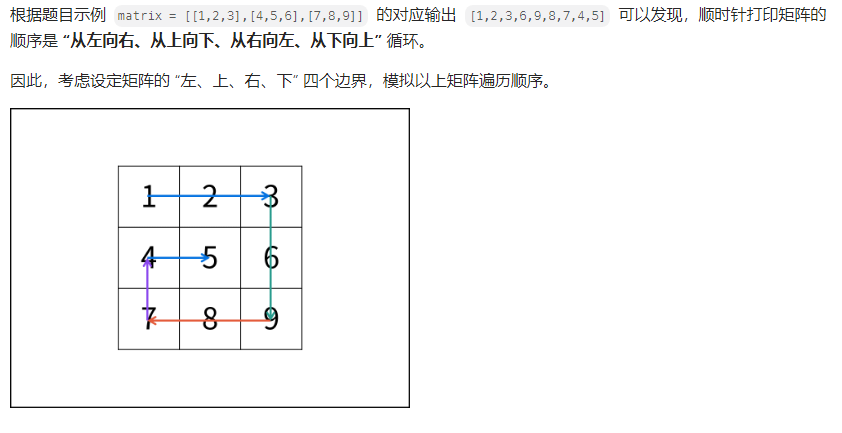 根据题目示例 matrix = [[1,2,3],[4,5,6],[7,8,9]] 的对应输出 [1,2,3,6,9,8,7,4,5] 可以发现，顺时针打印矩阵的
顺序是 “从左向右、从上向下、从右向左、从下向上” 循环。
因此，考虑设定矩阵的 “左、上、右、下” 四个边界，模拟以上矩阵遍历顺序。
1 2 3
4 5 6
7 8 9